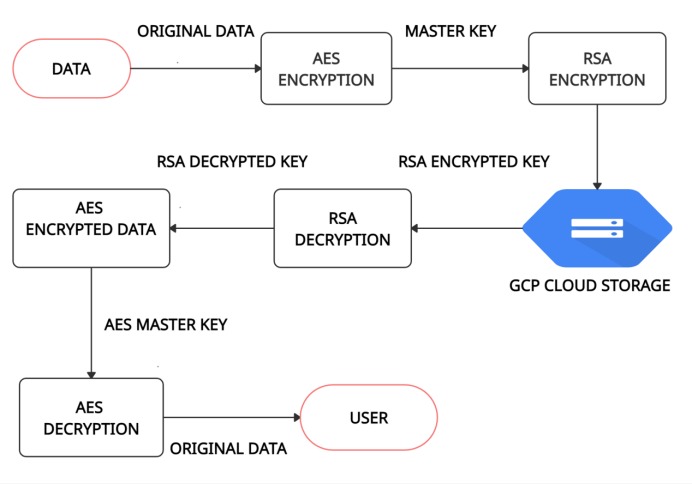 ORIGINAL DATA
MASTER KEY
DATA
AES
ENCRYPTION
RSA
ENCRYPTION
RSA DECRYPTED KEY
RSA ENCRYPTED KEY
AES
ENCRYPTED DATA
RSA
DECRYPTION
GCP CLOUD STORAGE
AES MASTER KEY
AES
DECRYPTION
USER
ORIGINAL DATA